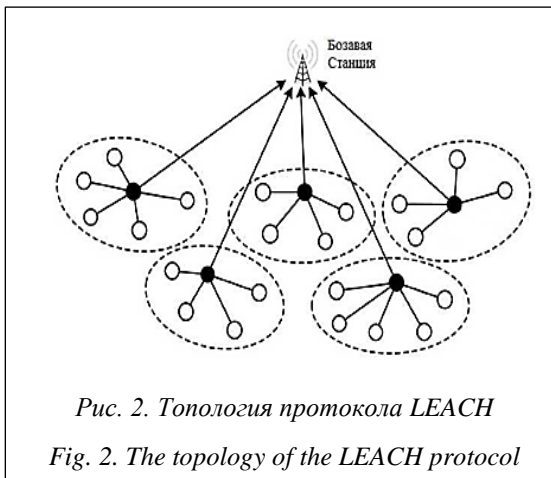 Бозавая
Станция
Рис. 2. Топология протокола LEACH
Fig. 2. The topology of the LEACH protocol